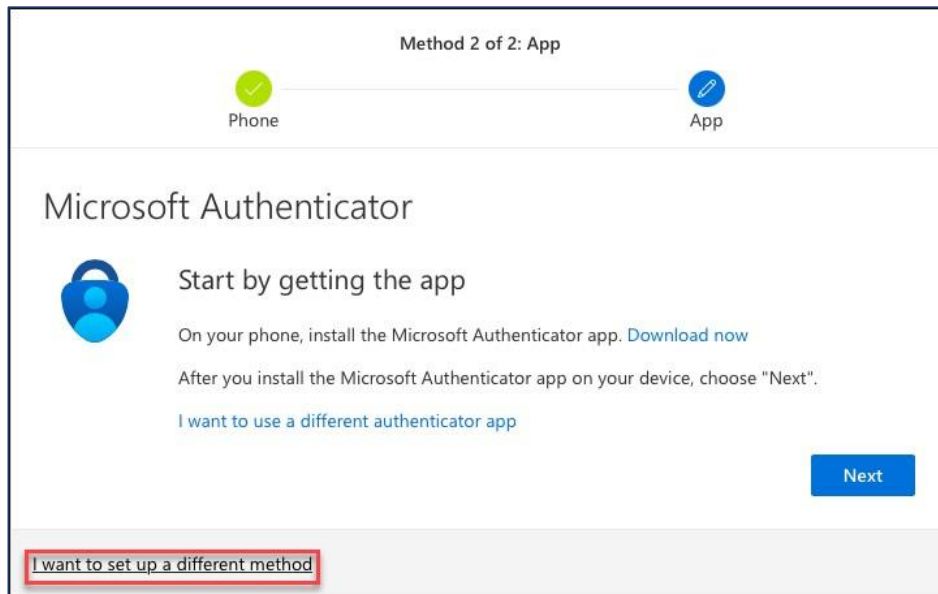 Method 2 of 2: App
Phone
App
Microsoft Authenticator
Start by getting the app
On your phone, install the Microsoft Authenticator app. Download now
After you install the Microsoft Authenticator app on your device, choose "Next".
I want to use a different authenticator app
Next
I want to set up a different method